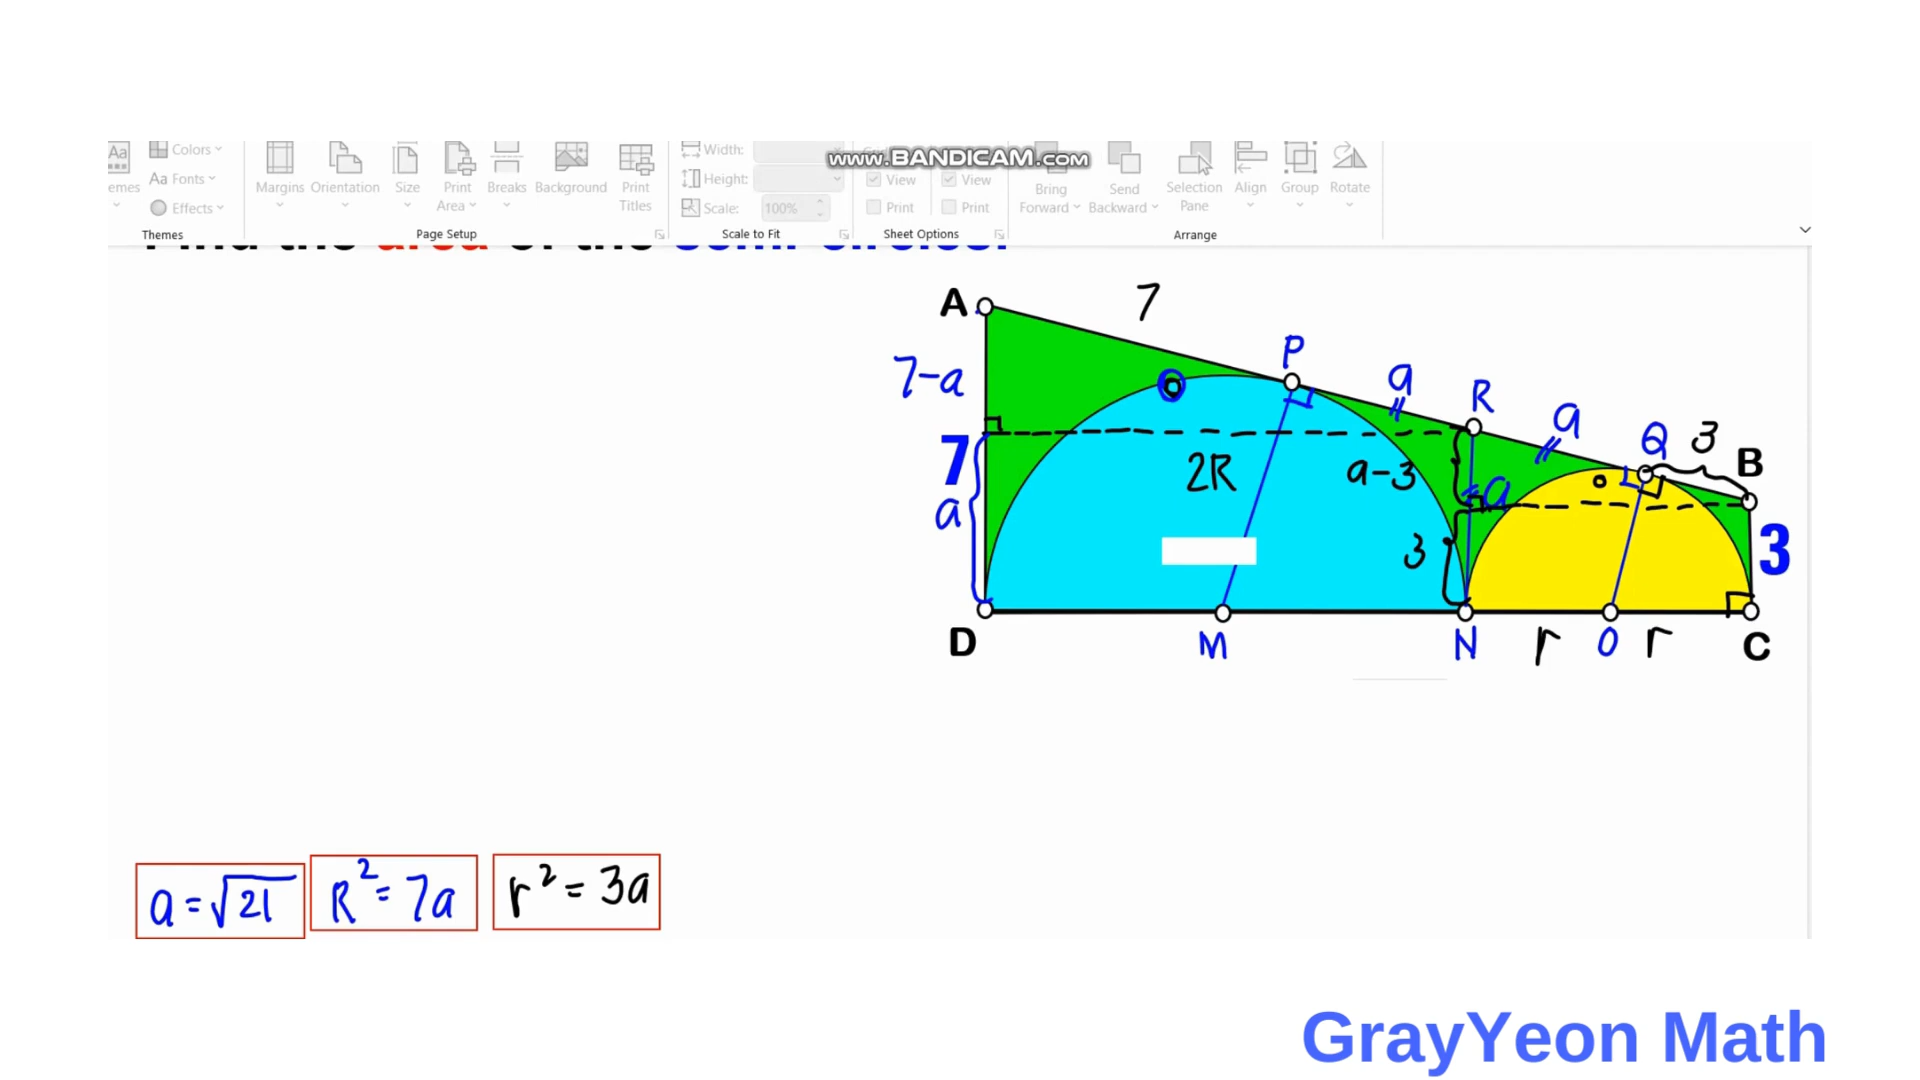 Colors
Aa Fonts
Effects
Themes
Margins
Orientation
Size
Print
Area
Breaks
Background
Print
Titles
Page Setup
Width:
Height:
Scale: 100%
Scale to Fit
www.BANDICAM.com
View
View
Print
Print
Sheet Options
Bring
Forward
Send
Backward
Selection
Pane
Align
Group
Rotate
Arrange
A
7
P
7-a
a
R
a
Q
3
B
7
2R
a-3
a
a
3
3
D
M
N
r
O
r
C
a=√21
R²=7a
r²=3a
GrayYeon Math